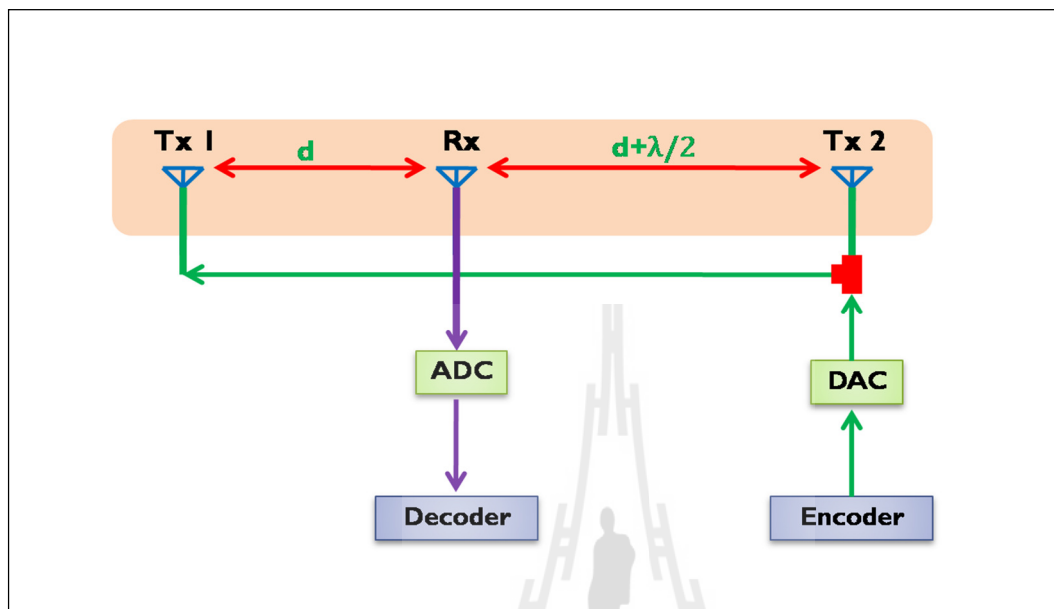 Tx 1 Rx Tx 2
d d+λ/2
ADC DAC
Decoder Encoder